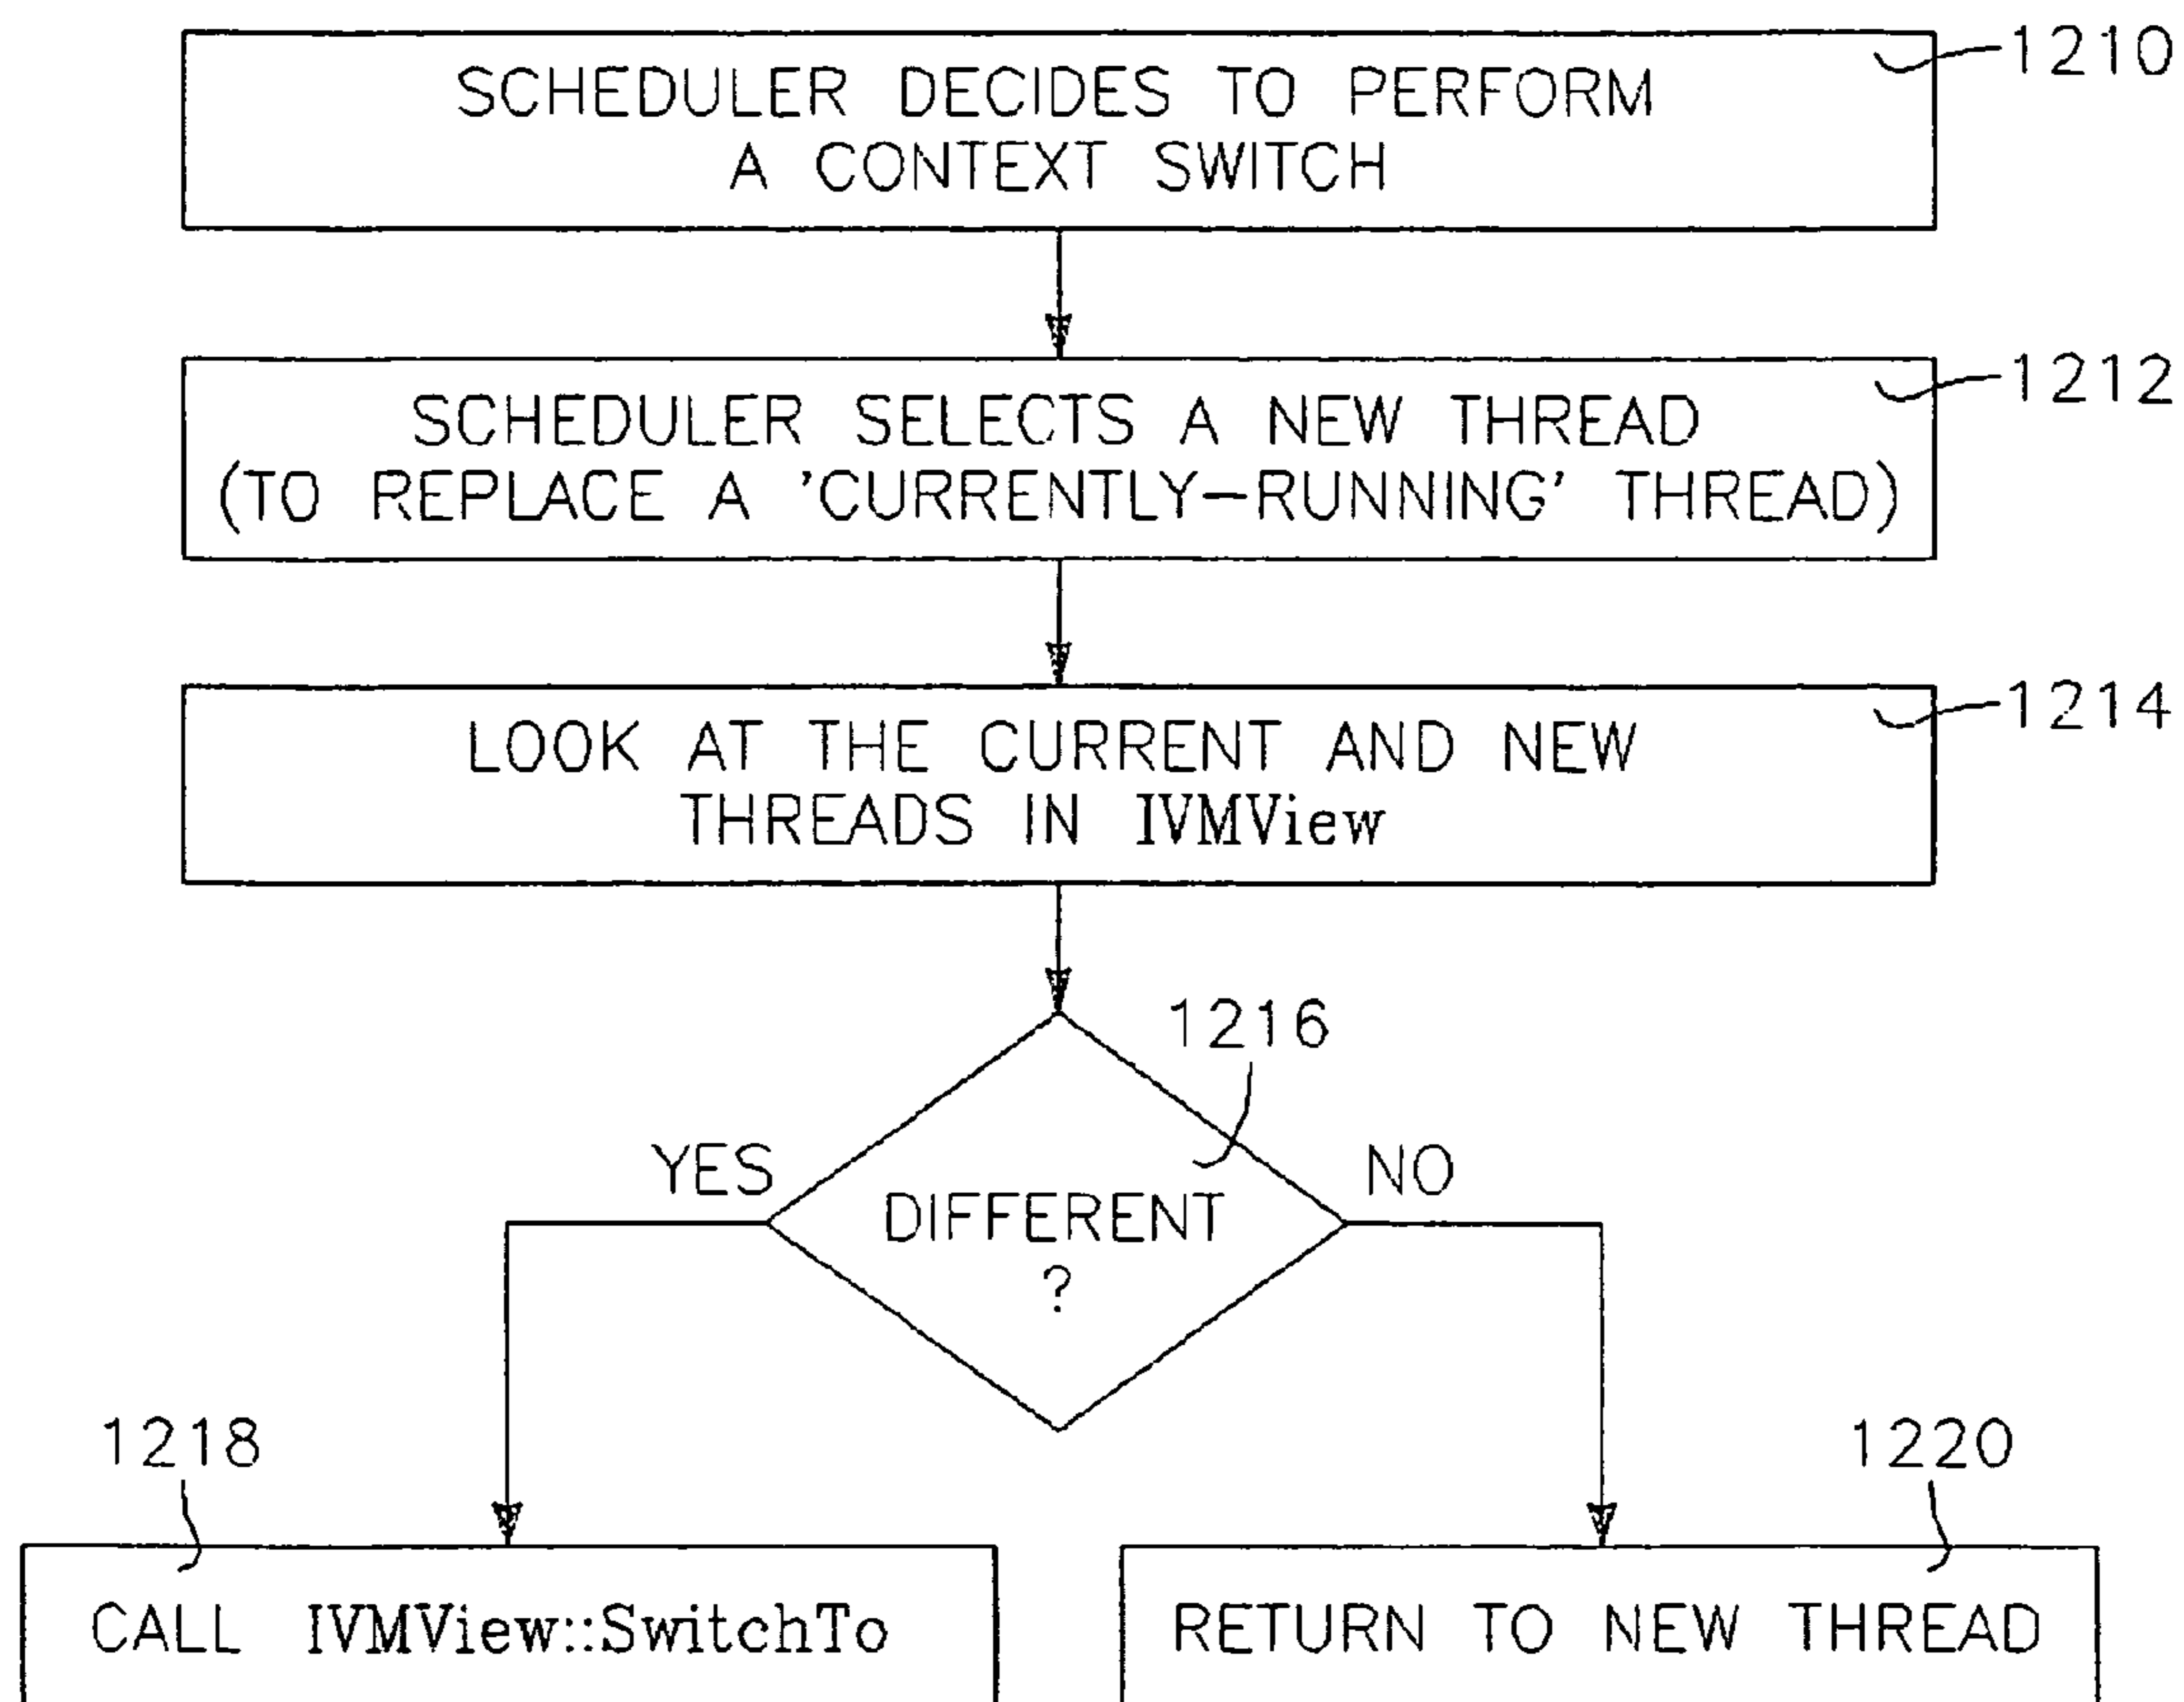 1210
SCHEDULER DECIDES TO PERFORM
A CONTEXT SWITCH
1212
SCHEDULER SELECTS A NEW THREAD
(TO REPLACE A 'CURRENTLY-RUNNING' THREAD)
1214
LOOK AT THE CURRENT AND NEW
THREADS IN IVMView
1216
YES
NO
DIFFERENT
?
1218
1220
CALL IVMView::SwitchTo
RETURN TO NEW THREAD